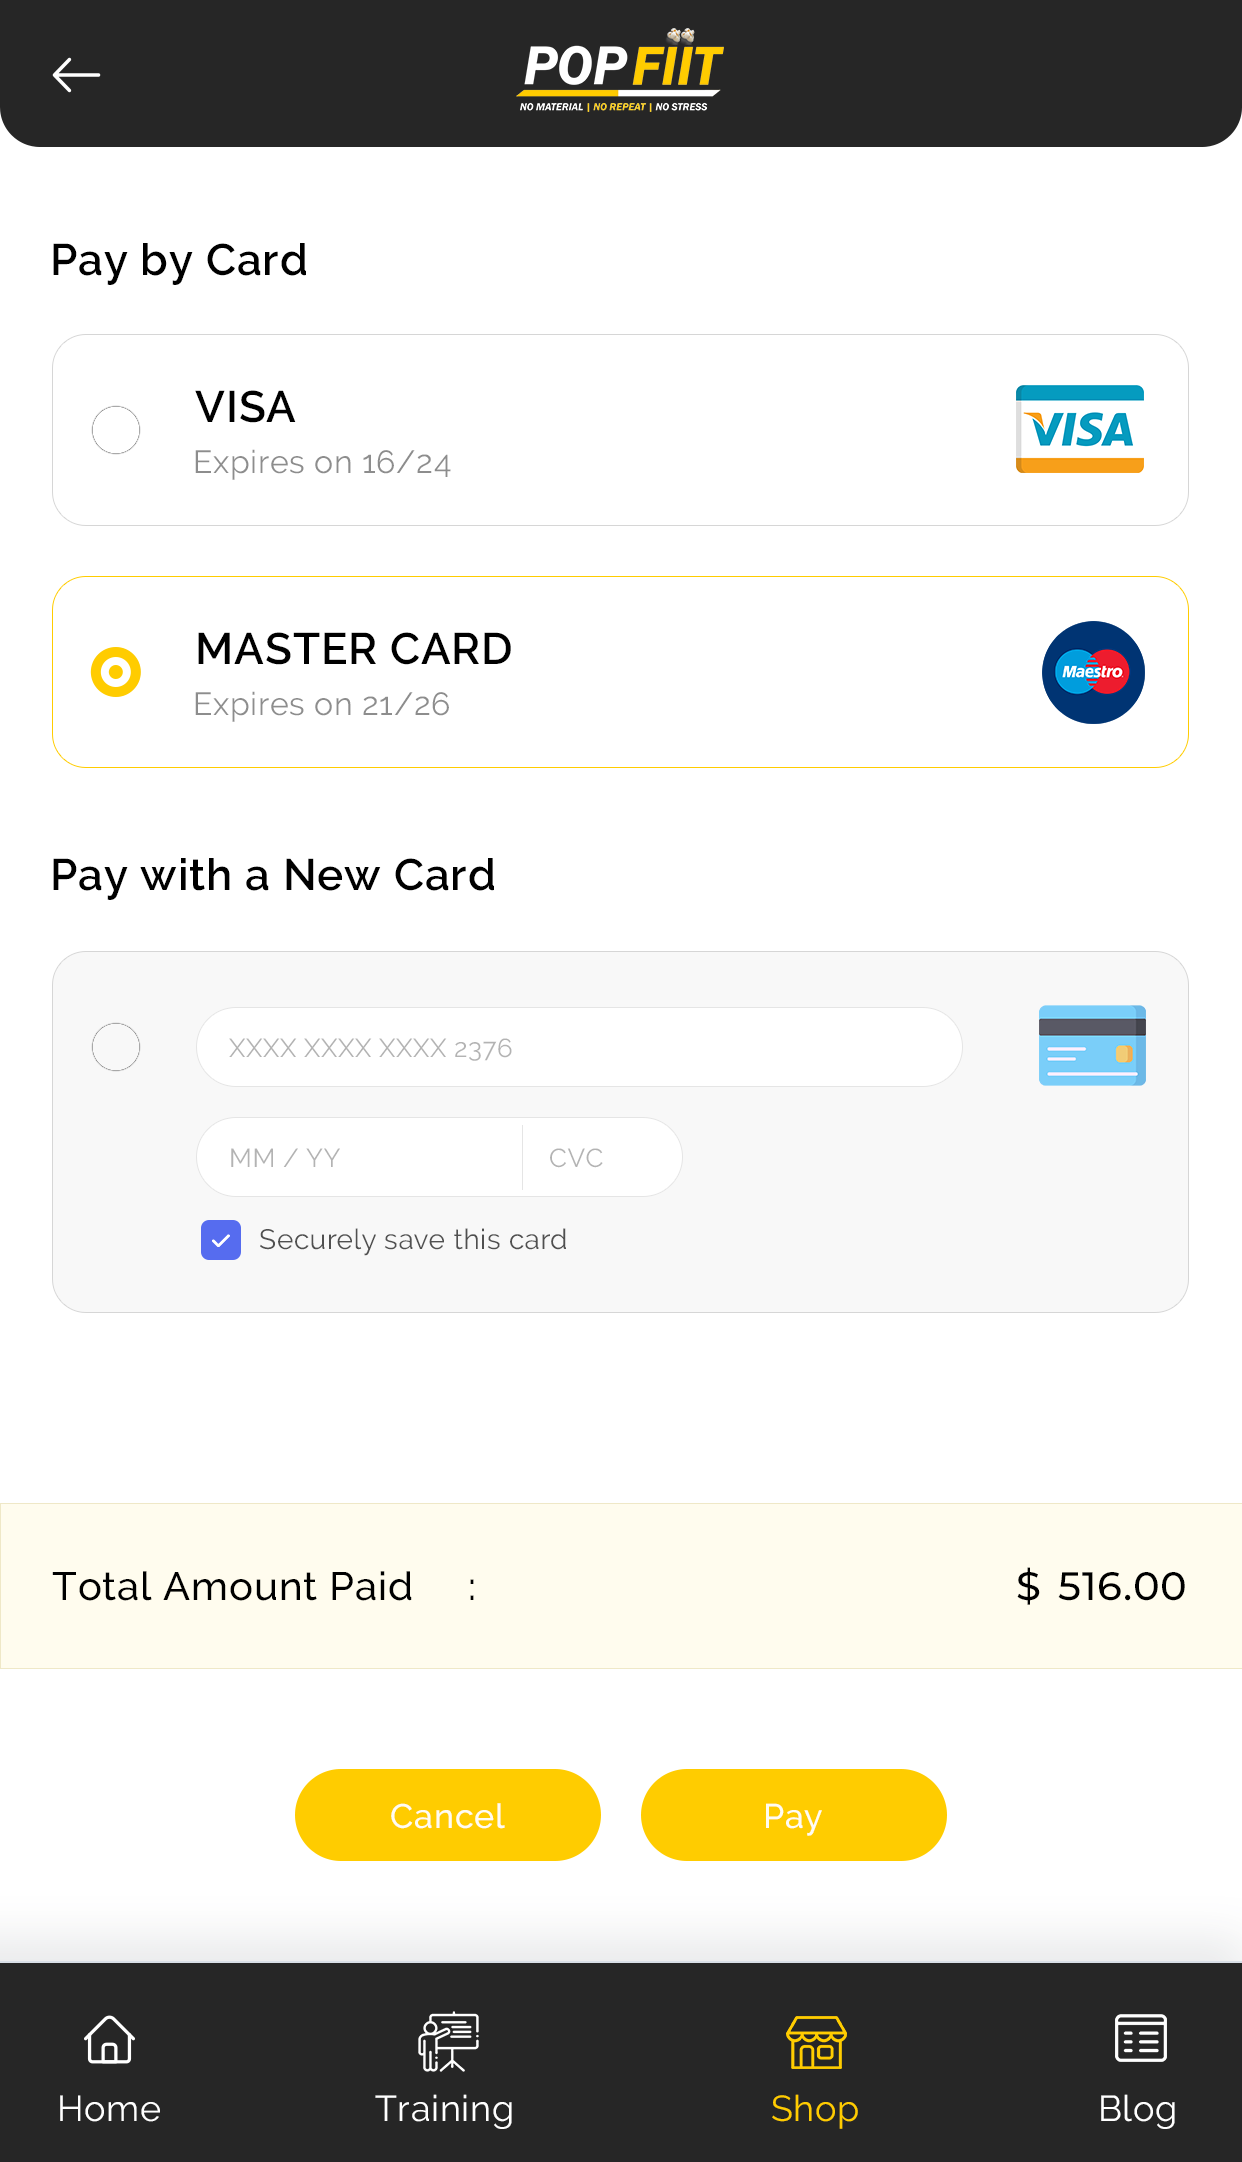 POP FIIT
NO MATERIAL | NO REPEAT | NO STRESS
Pay by Card
VISA
Expires on 16/24
VISA
MASTER CARD
Expires on 21/26
Maestro
Pay with a New Card
XXXX XXXX XXXX 2376
MM / YY CVC
Securely save this card
Total Amount Paid : $ 516.00
Cancel Pay
Home Training Shop Blog